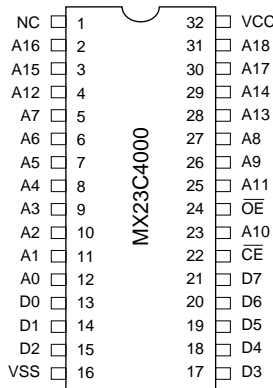 NC 1 32 VCC
A16 2 31 A18
A15 3 30 A17
A12 4 29 A14
A7 5 28 A13
A6 6 27 A8
A5 7 26 A9
A4 8 25 A11
A3 9 24 OE
A2 10 23 A10
A1 11 22 CE
A0 12 21 D7
D0 13 20 D6
D1 14 19 D5
D2 15 18 D4
VSS 16 17 D3
MX23C4000